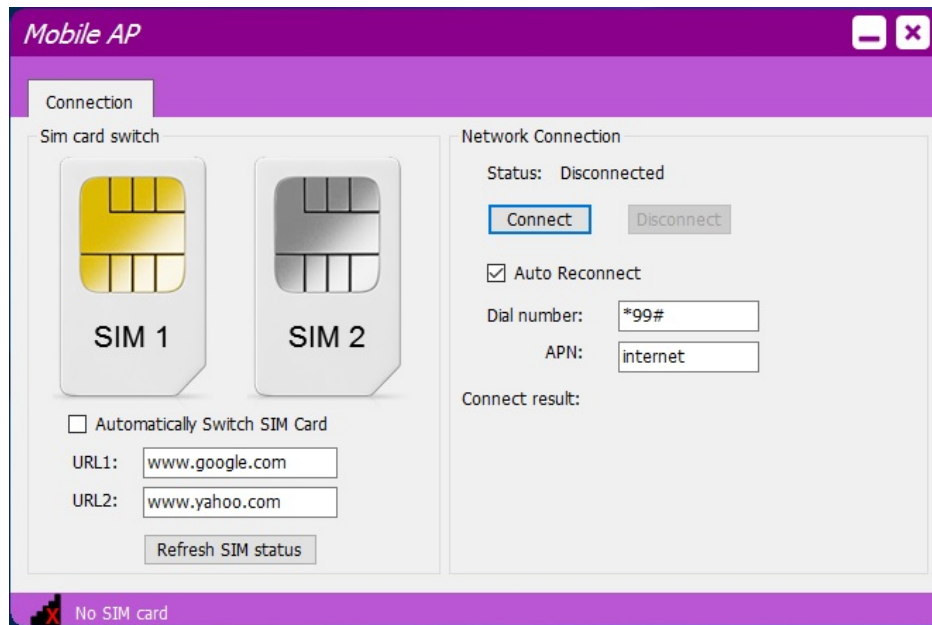 Mobile AP
Connection
Sim card switch
SIM 1
SIM 2
Automatically Switch SIM Card
URL1: www.google.com
URL2: www.yahoo.com
Refresh SIM status
Network Connection
Status: Disconnected
Connect Disconnect
Auto Reconnect
Dial number: *99#
APN: internet
Connect result:
No SIM card